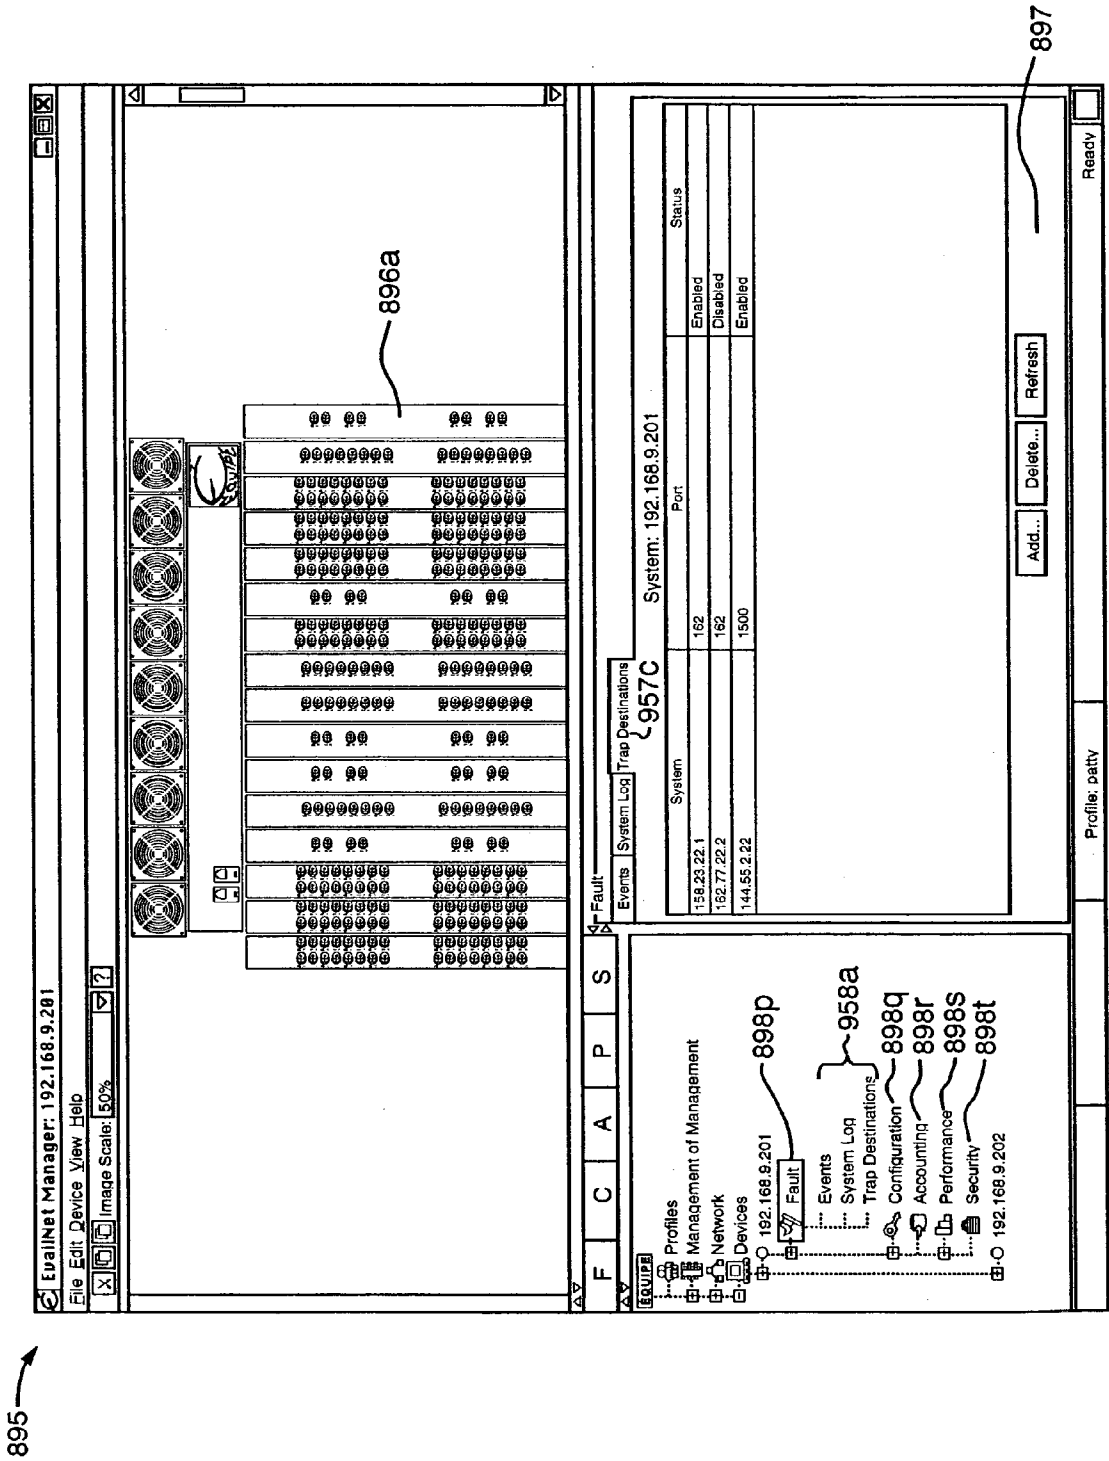 895
EquilNet Manager: 192.168.9.201
File Edit Device View Help
X Image Scale: 50% ?
896a
F C A P S
EQUIPE
Profiles
Management of Management
Network
Devices
192.168.9.201
Fault
898p
Events
System Log
Trap Destinations
958a
Configuration
898q
Accounting
898r
Performance
898s
Security
898t
192.168.9.202
Fault
Events System Log Trap Destinations
957C
System: 192.168.9.201
System Port Status
158.23.22.1 162 Enabled
162.77.22.2 162 Disabled
144.55.2.22 1500 Enabled
Add... Delete... Refresh
897
Profile: patty
Ready